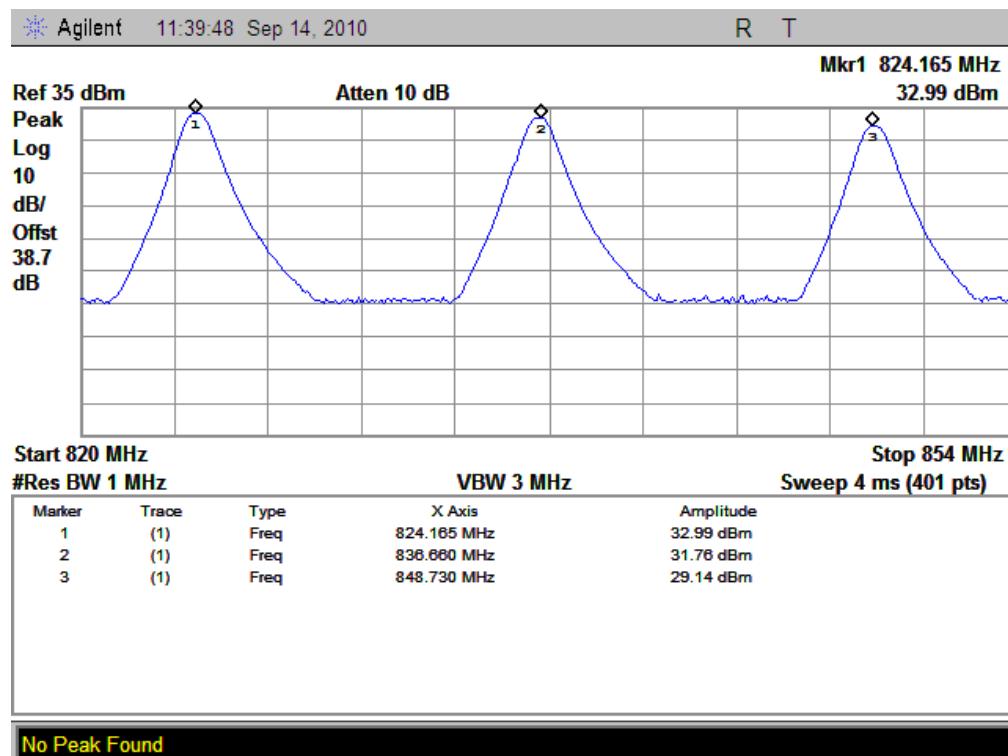 Agilent 11:39:48 Sep 14, 2010 R T
Mkr1 824.165 MHz
Ref 35 dBm Atten 10 dB 32.99 dBm
Peak
Log
10
dB/
Offst
38.7
dB
1 2 3
Start 820 MHz Stop 854 MHz
#Res BW 1 MHz VBW 3 MHz Sweep 4 ms (401 pts)
Marker Trace Type X Axis Amplitude
1 (1) Freq 824.165 MHz 32.99 dBm
2 (1) Freq 836.660 MHz 31.76 dBm
3 (1) Freq 848.730 MHz 29.14 dBm
No Peak Found